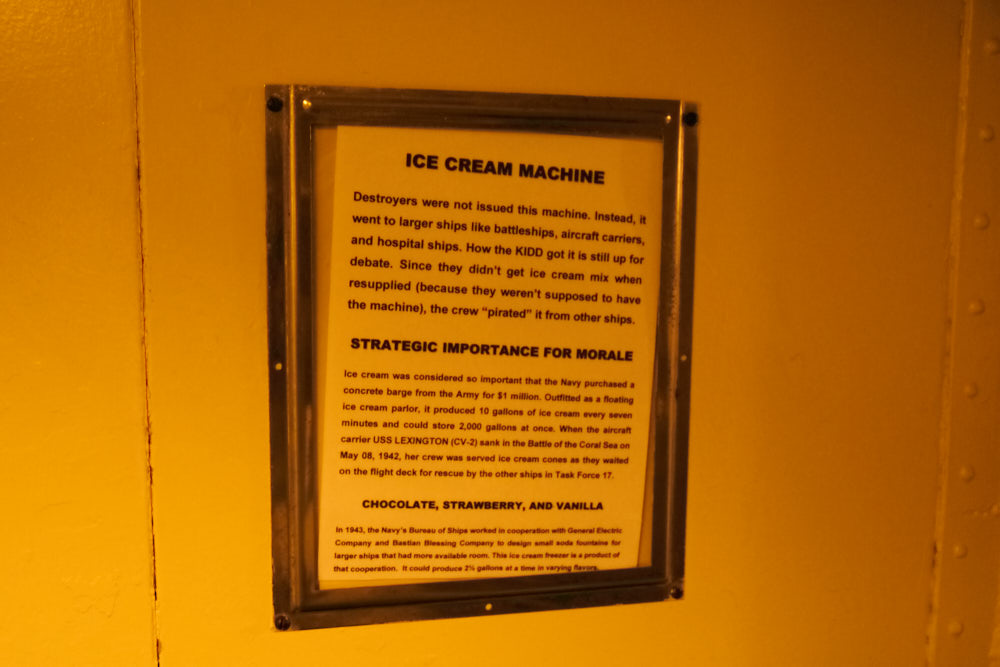 ICE CREAM MACHINE
Destroyers were not issued this machine. Instead, it
went to larger ships like battleships, aircraft carriers,
and hospital ships. How the KIDD got it is still up for
debate. Since they didn't get ice cream mix when
resupplied (because they weren't supposed to have
the machine), the crew “pirated” it from other ships.
STRATEGIC IMPORTANCE FOR MORALE
Ice cream was considered so important that the Navy purchased a
concrete barge from the Army for $1 million. Outfitted as a floating
ice cream parlor, it produced 10 gallons of ice cream every seven
minutes and could store 2,000 gallons at once. When the aircraft
carrier USS LEXINGTON (CV-2) sank in the Battle of the Coral Sea on
May 08, 1942, her crew was served ice cream cones as they waited
on the flight deck for rescue by the other ships in Task Force 17.
CHOCOLATE, STRAWBERRY, AND VANILLA
In 1943, the Navy's Bureau of Ships worked in cooperation with General Electric
Company and Bastian Blessing Company to design small soda fountains for
larger ships that had more available room. This ice cream freezer is a product of
that cooperation. It could produce 2½ gallons at a time in varying flavors.